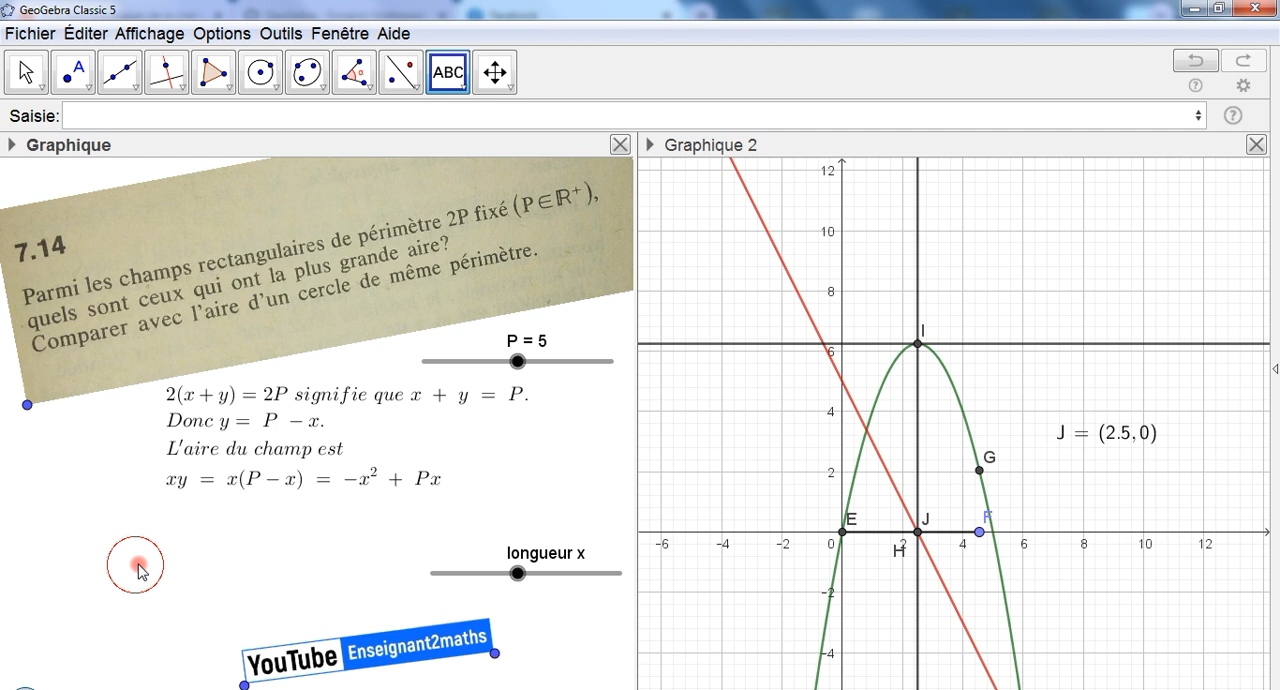 GeoGebra Classic 5
Fichier Éditer Affichage Options Outils Fenêtre Aide
A
ABC
Saisie:
Graphique
7.14
Parmi les champs rectangulaires de périmètre 2P fixé (P∈ℝ⁺),
quels sont ceux qui ont la plus grande aire?
Comparer avec l'aire d'un cercle de même périmètre.
P = 5
2(x + y) = 2P signifie que x + y = P.
Donc y = P − x.
L'aire du champ est
xy = x(P − x) = −x² + Px
longueur x
YouTube Enseignant2maths
Graphique 2
12
10
8
6
4
2
-2
-4
-6 -4 -2 0 2 4 6 8 10 12
I
J = (2.5, 0)
G
E
J
F
H